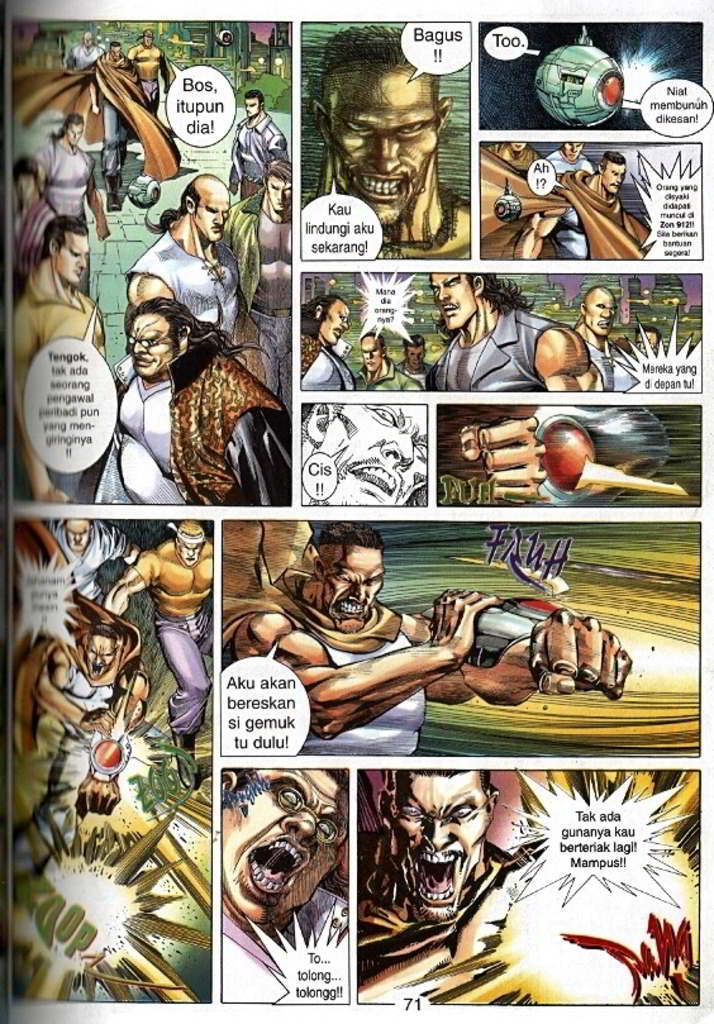 Bos,
itupun
dia!
Tengok,
tak ada
seorang
pengawal
peribadi pun
yang men-
giringinya
!!
Bagus
!!
Kau
lindungi aku
sekarang!
Too.
Niat
membunuh
dikesan!
Ah
!?
Orang yang
disyaki
didapati
muncul di
Zon 912!!
Sila berikan
bantuan
segera!
Mana
dia
orang-
nya?
Mereka yang
di depan tu!
Cis
!!
Aku akan
bereskan
si gemuk
tu dulu!
To...
tolong...
tolongg!!
Tak ada
gunanya kau
berteriak lagi!
Mampus!!
71